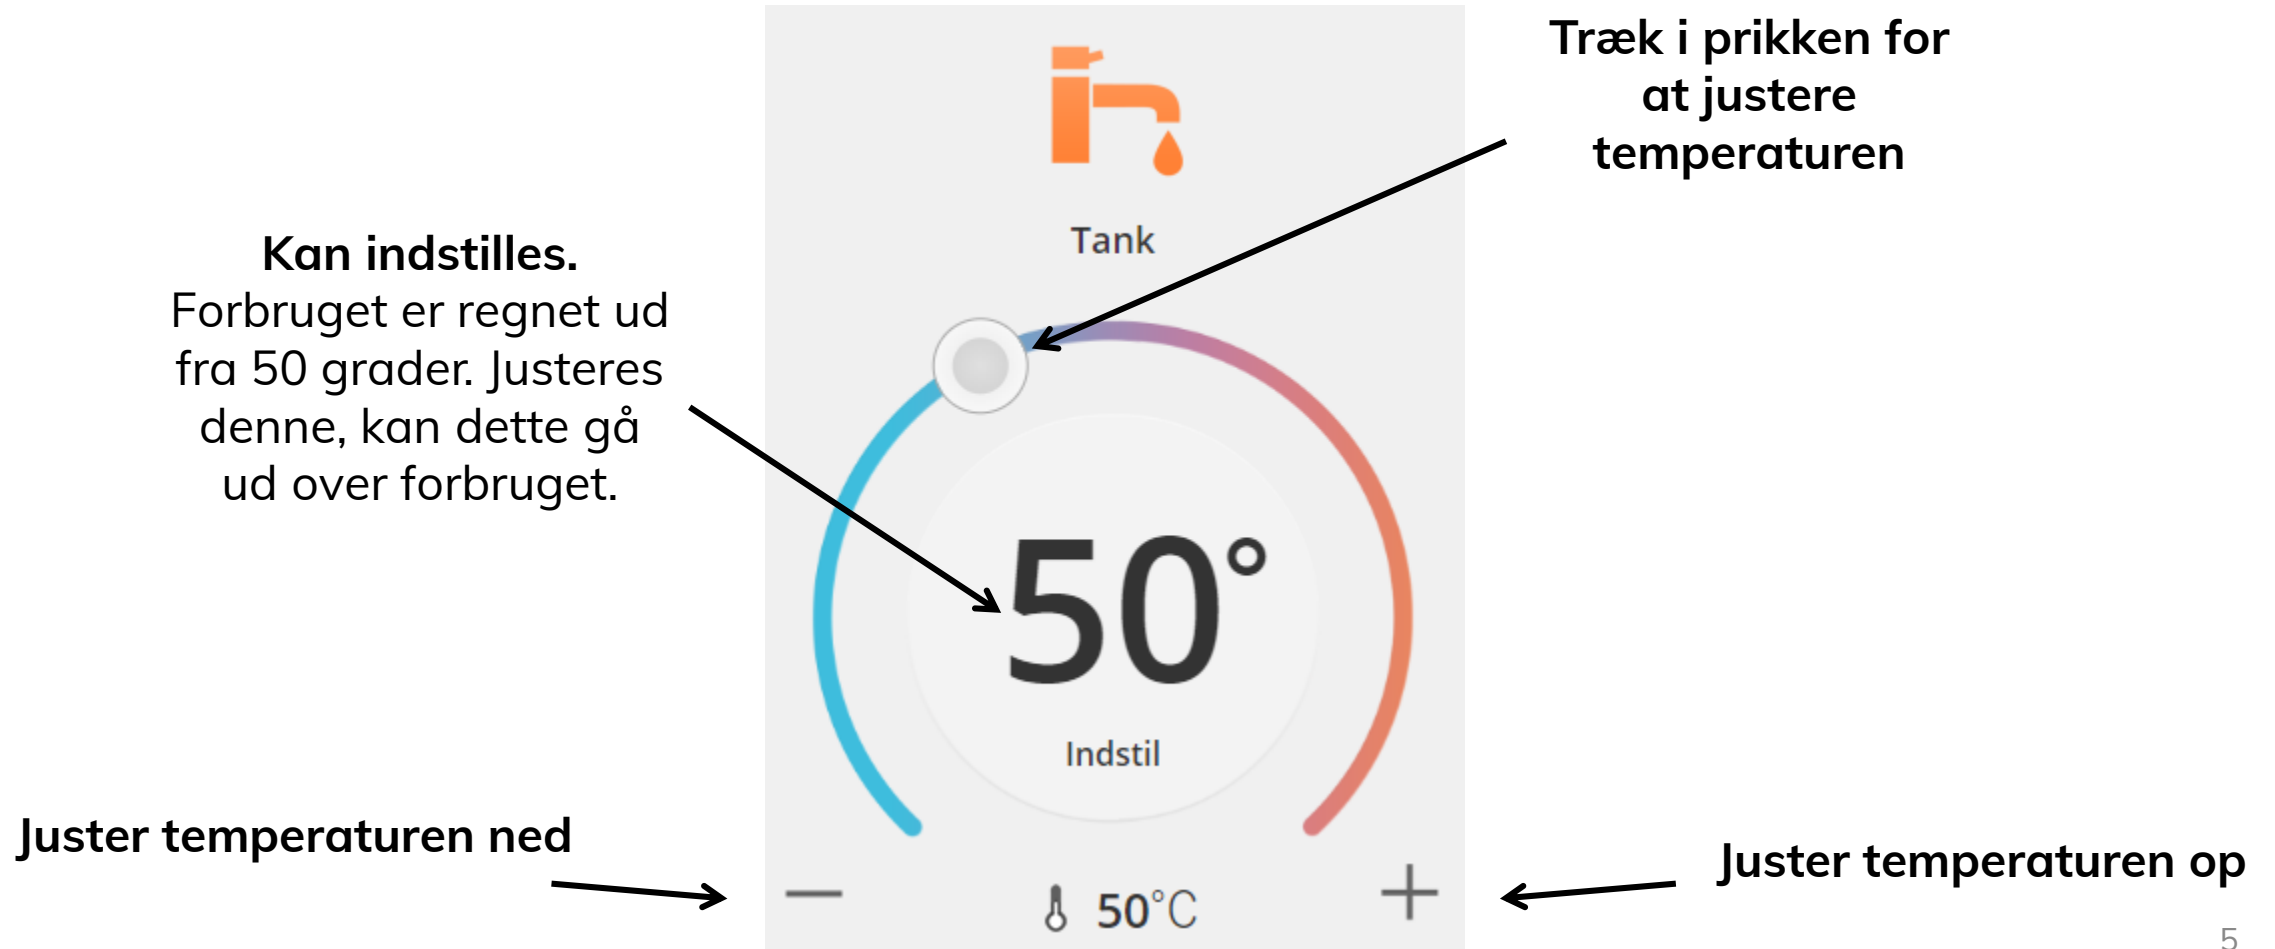 Træk i prikken for
at justere
temperaturen
Tank
Kan indstilles.
Forbruget er regnet ud
fra 50 grader. Justeres
denne, kan dette gå
ud over forbruget.
50°
Indstil
Juster temperaturen ned
Juster temperaturen op
50°C
5